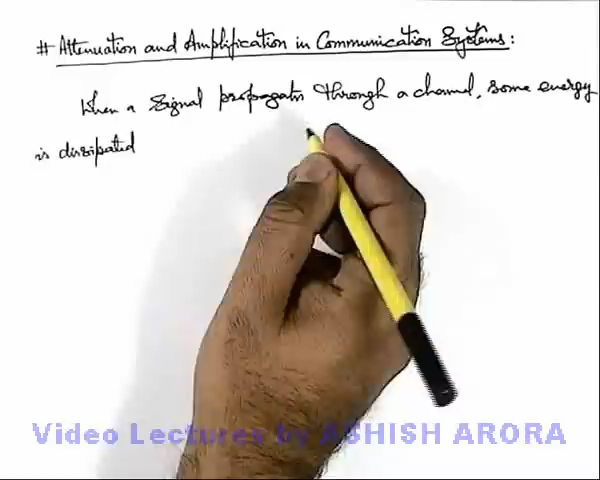 # Attenuation and Amplification in Communication Systems:
When a Signal propagates through a channel, some energy
is dissipated
Video Lectures by ASHISH ARORA